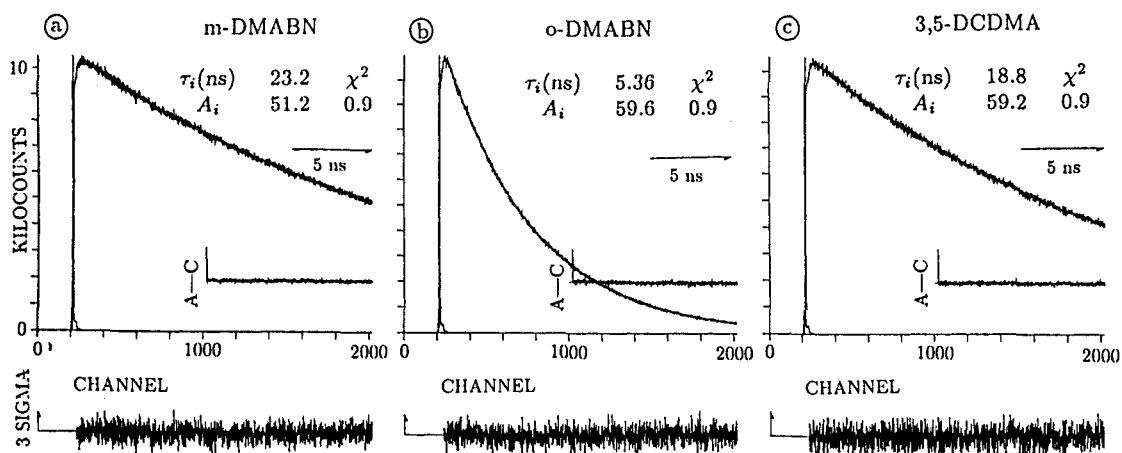 a m-DMABN
τi(ns) 23.2 χ²
Ai 51.2 0.9
5 ns
A—C
KILOCOUNTS
10
0
0 1000 2000
CHANNEL
3 SIGMA
b o-DMABN
τi(ns) 5.36 χ²
Ai 59.6 0.9
5 ns
A—C
0 1000 2000
CHANNEL
c 3,5-DCDMA
τi(ns) 18.8 χ²
Ai 59.2 0.9
5 ns
A—C
0 1000 2000
CHANNEL